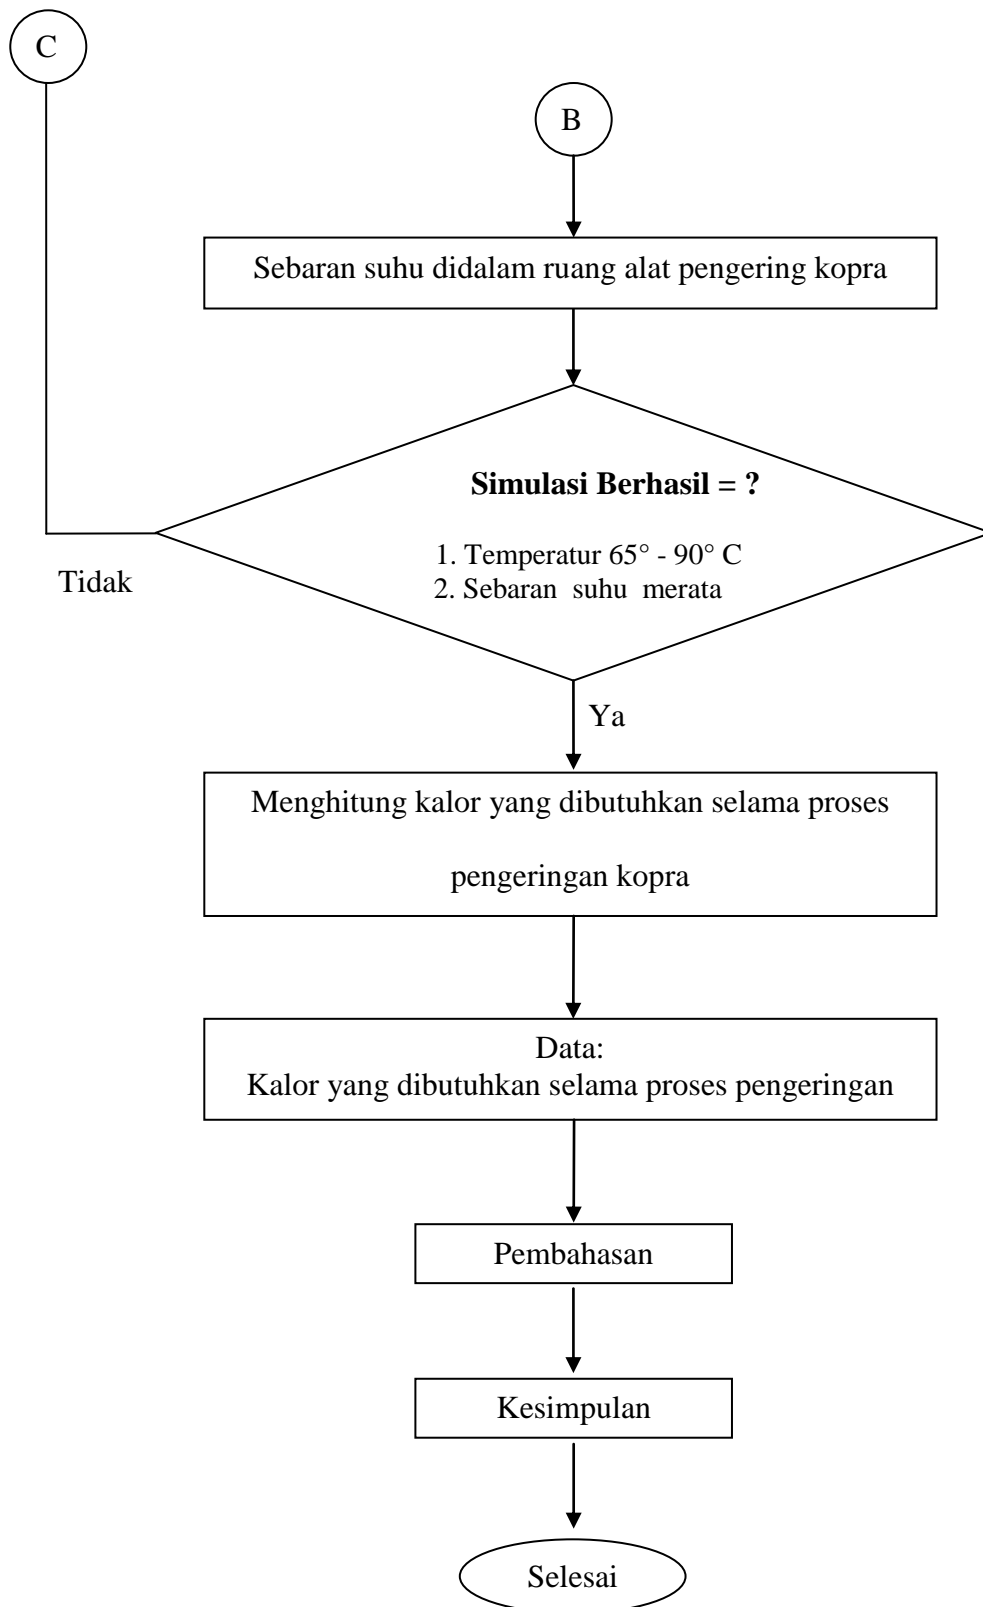 C
B
Sebaran suhu didalam ruang alat pengering kopra
Simulasi Berhasil = ?
1. Temperatur 65° - 90° C
2. Sebaran suhu merata
Tidak
Ya
Menghitung kalor yang dibutuhkan selama proses
pengeringan kopra
Data:
Kalor yang dibutuhkan selama proses pengeringan
Pembahasan
Kesimpulan
Selesai